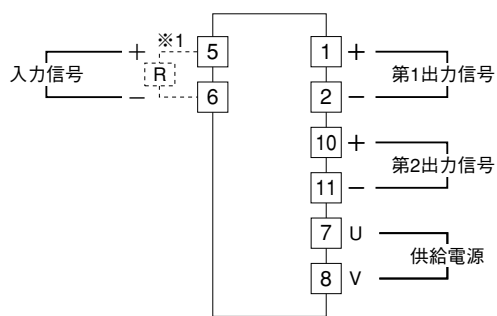 入力信号
+
※1
R
−
5
6
1 +
2 −
第1出力信号
10 +
11 −
第2出力信号
7 U
8 V
供給電源